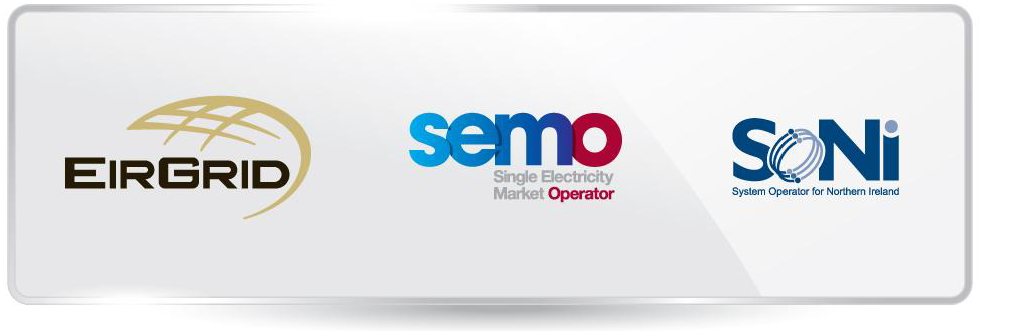 EIRGRID
semo
Single Electricity
Market Operator
SONi
System Operator for Northern Ireland